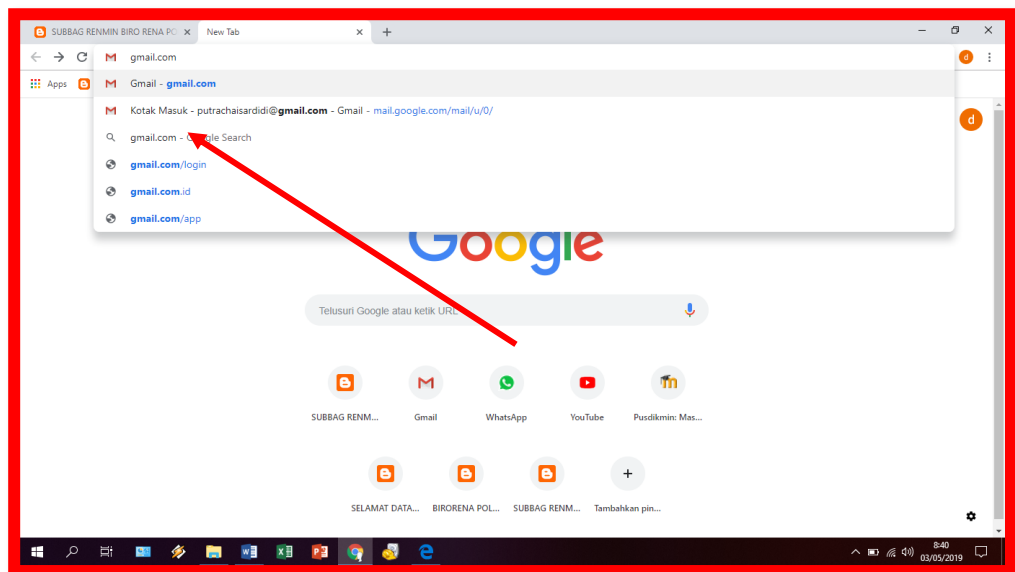 SUBBAG RENMIN BIRO RENA PO
New Tab
gmail.com
d
Apps
Gmail - gmail.com
Kotak Masuk - putrachaisardidi@gmail.com - Gmail - mail.google.com/mail/u/0/
d
gmail.com - Google Search
gmail.com/login
gmail.com.id
gmail.com/app
Google
Telusuri Google atau ketik URL
SUBBAG RENM...
Gmail
WhatsApp
YouTube
Pusdikmin: Mas...
SELAMAT DATA...
BIRORENA POL...
SUBBAG RENM...
Tambahkan pin...
8:40
03/05/2019